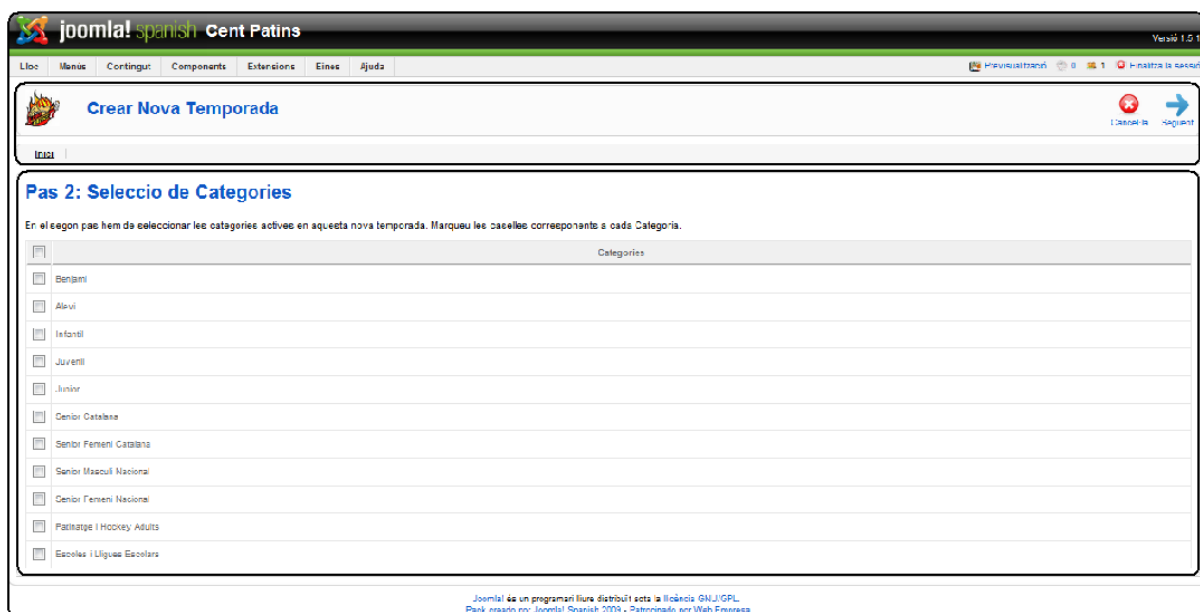 joomla! spanish Cent Patins
Versió 1.5.1
Lloc Menús Contingut Components Extensions Eines Ajuda Previsualització 0 1 Finalitza la sessió
Crear Nova Temporada
Cancel·la Següent
Inici
Pas 2: Seleccio de Categories
En el segon pas hem de seleccionar les categories actives en aquesta nova temporada. Marqueu les caselles corresponents a cada Categoria.
Categories
Benjami
Alevi
Infantil
Juvenil
Junior
Senior Catalana
Senior Femeni Catalana
Senior Masculi Nacional
Senior Femeni Nacional
Patinatge i Hockey Adults
Escoles i Lligues Escolars
Joomla! és un programari lliure distribuït sota la llicència GNU/GPL.
Pack creado por Joomla! Spanish 2009 - Patrocinado por Web Empresa